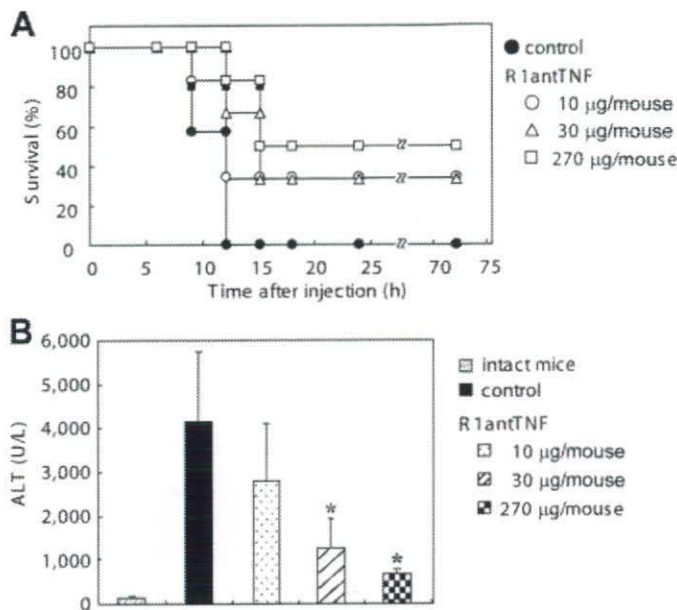 A
Survival (%)
100
80
60
40
20
0
0 5 10 15 20 25 70 75
Time after injection (h)
control
R1antTNF
10 μg/mouse
30 μg/mouse
270 μg/mouse
B
ALT (U/L)
6,000
5,000
4,000
3,000
2,000
1,000
0
* *
intact mice
control
R1antTNF
10 μg/mouse
30 μg/mouse
270 μg/mouse